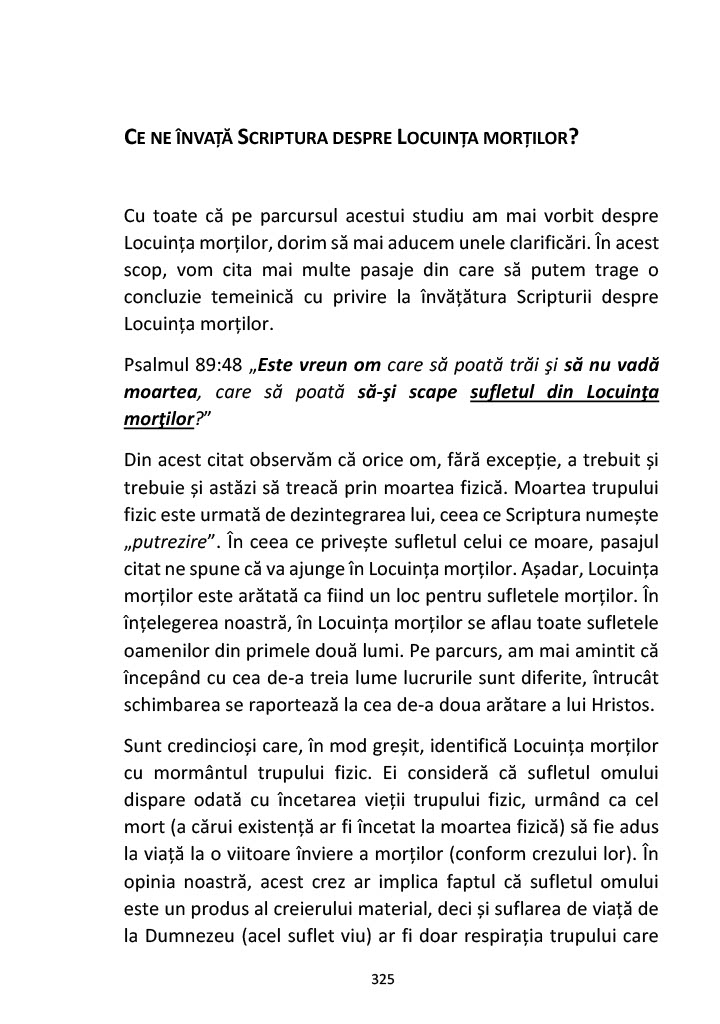 CE NE ÎNVAȚĂ SCRIPTURA DESPRE LOCUINȚA MORȚILOR?
Cu toate că pe parcursul acestui studiu am mai vorbit despre
Locuința morților, dorim să mai aducem unele clarificări. În acest
scop, vom cita mai multe pasaje din care să putem trage o
concluzie temeinică cu privire la învățătura Scripturii despre
Locuința morților.
Psalmul 89:48 „Este vreun om care să poată trăi şi să nu vadă
moartea, care să poată să-şi scape sufletul din Locuinţa
morţilor?”
Din acest citat observăm că orice om, fără excepție, a trebuit și
trebuie și astăzi să treacă prin moartea fizică. Moartea trupului
fizic este urmată de dezintegrarea lui, ceea ce Scriptura numește
„putrezire”. În ceea ce privește sufletul celui ce moare, pasajul
citat ne spune că va ajunge în Locuința morților. Așadar, Locuința
morților este arătată ca fiind un loc pentru sufletele morților. În
înțelegerea noastră, în Locuința morților se aflau toate sufletele
oamenilor din primele două lumi. Pe parcurs, am mai amintit că
începând cu cea de-a treia lume lucrurile sunt diferite, întrucât
schimbarea se raportează la cea de-a doua arătare a lui Hristos.
Sunt credincioși care, în mod greșit, identifică Locuința morților
cu mormântul trupului fizic. Ei consideră că sufletul omului
dispare odată cu încetarea vieții trupului fizic, urmând ca cel
mort (a cărui existență ar fi încetat la moartea fizică) să fie adus
la viață la o viitoare înviere a morților (conform crezului lor). În
opinia noastră, acest crez ar implica faptul că sufletul omului
este un produs al creierului material, deci și suflarea de viață de
la Dumnezeu (acel suflet viu) ar fi doar respirația trupului care
325